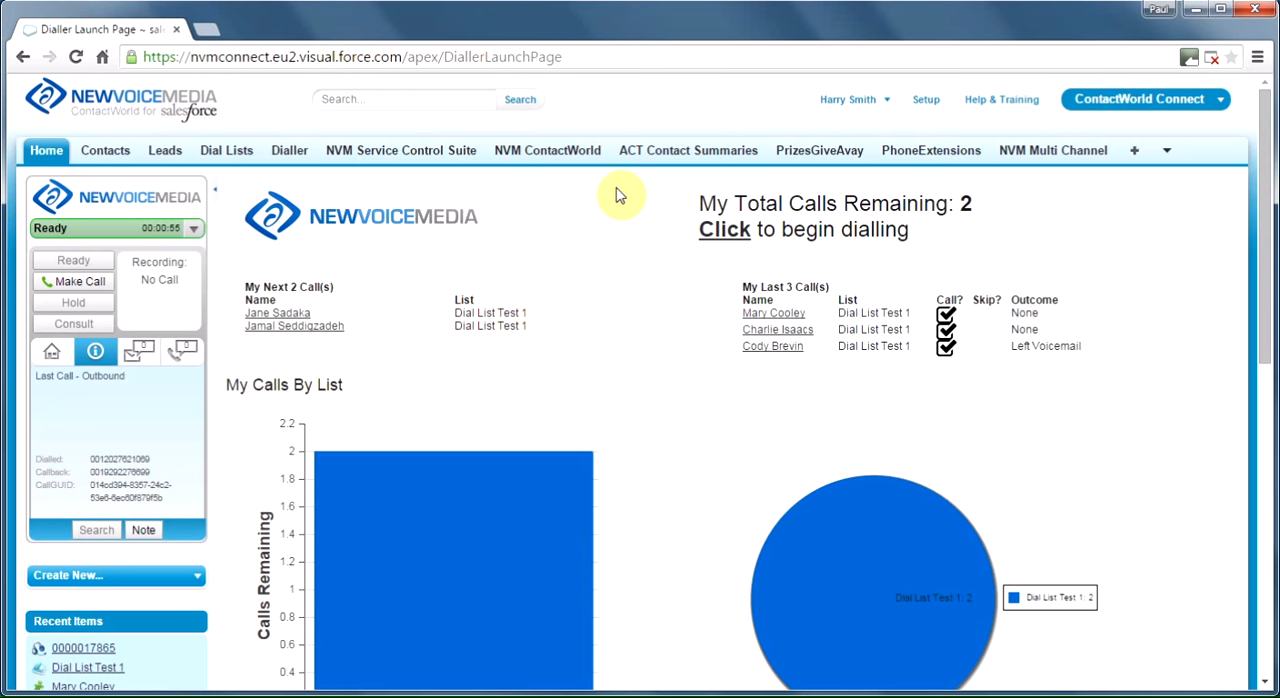 Paul
Dialler Launch Page ~ sal
https://nvmconnect.eu2.visual.force.com/apex/DiallerLaunchPage
NEWVOICEMEDIA
ContactWorld for salesforce
Search...
Search
Harry Smith
Setup
Help & Training
ContactWorld Connect
Home
Contacts
Leads
Dial Lists
Dialler
NVM Service Control Suite
NVM ContactWorld
ACT Contact Summaries
PrizesGiveAvay
PhoneExtensions
NVM Multi Channel
+
NEWVOICEMEDIA
Ready 00:00:55
Ready
Make Call
Hold
Consult
Recording:
No Call
0
0
Last Call - Outbound
Dialled: 0012027621069
Callback: 0019292276699
CallGUID: 014cd394-8357-24c2-
53e6-6ec60f879f5b
Search
Note
Create New...
Recent Items
0000017865
Dial List Test 1
Mary Cooley
NEWVOICEMEDIA
My Total Calls Remaining: 2
Click to begin dialling
My Next 2 Call(s)
Name List
Jane Sadaka Dial List Test 1
Jamal Seddiqzadeh Dial List Test 1
My Last 3 Call(s)
Name List Call? Skip? Outcome
Mary Cooley Dial List Test 1 None
Charlie Isaacs Dial List Test 1 None
Cody Brevin Dial List Test 1 Left Voicemail
My Calls By List
Calls Remaining
2.2
2
1.8
1.6
1.4
1.2
1
0.8
0.6
0.4
Dial List Test 1: 2
Dial List Test 1: 2